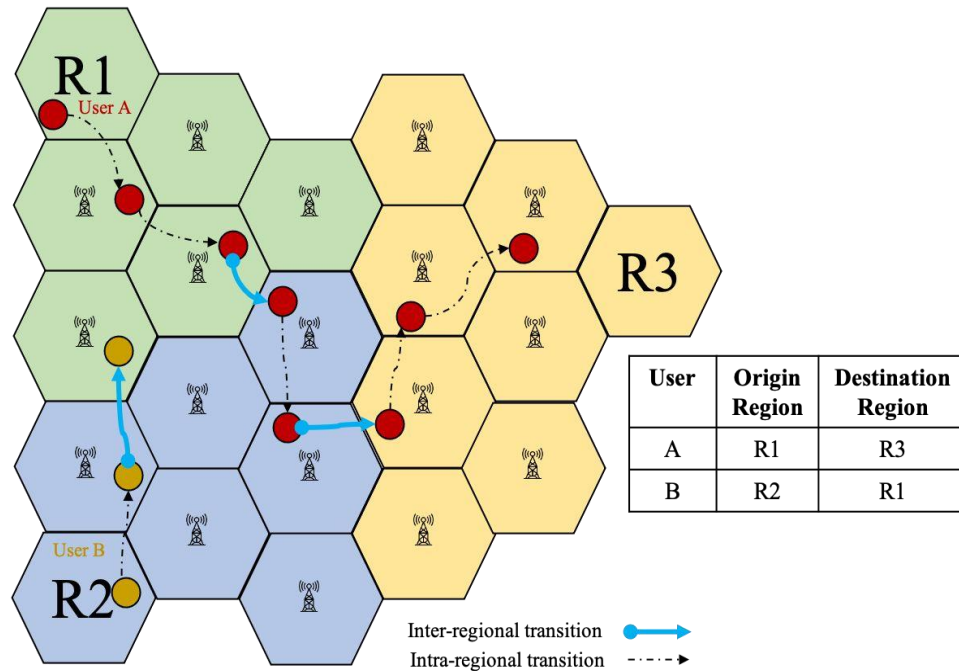 R1
User A
R3
User Origin Region Destination Region
A R1 R3
B R2 R1
User B
R2
Inter-regional transition
Intra-regional transition